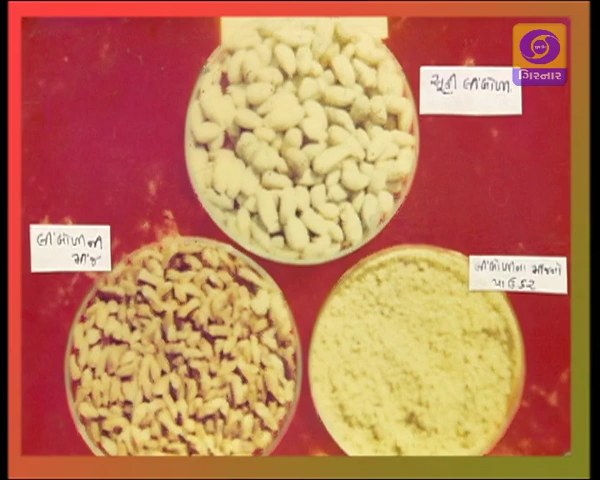 ગિરનાર
સૂકી લીંબોળી
લીંબોળીની
મીંજ
લીંબોળીના મીંજનો
પાઉડર